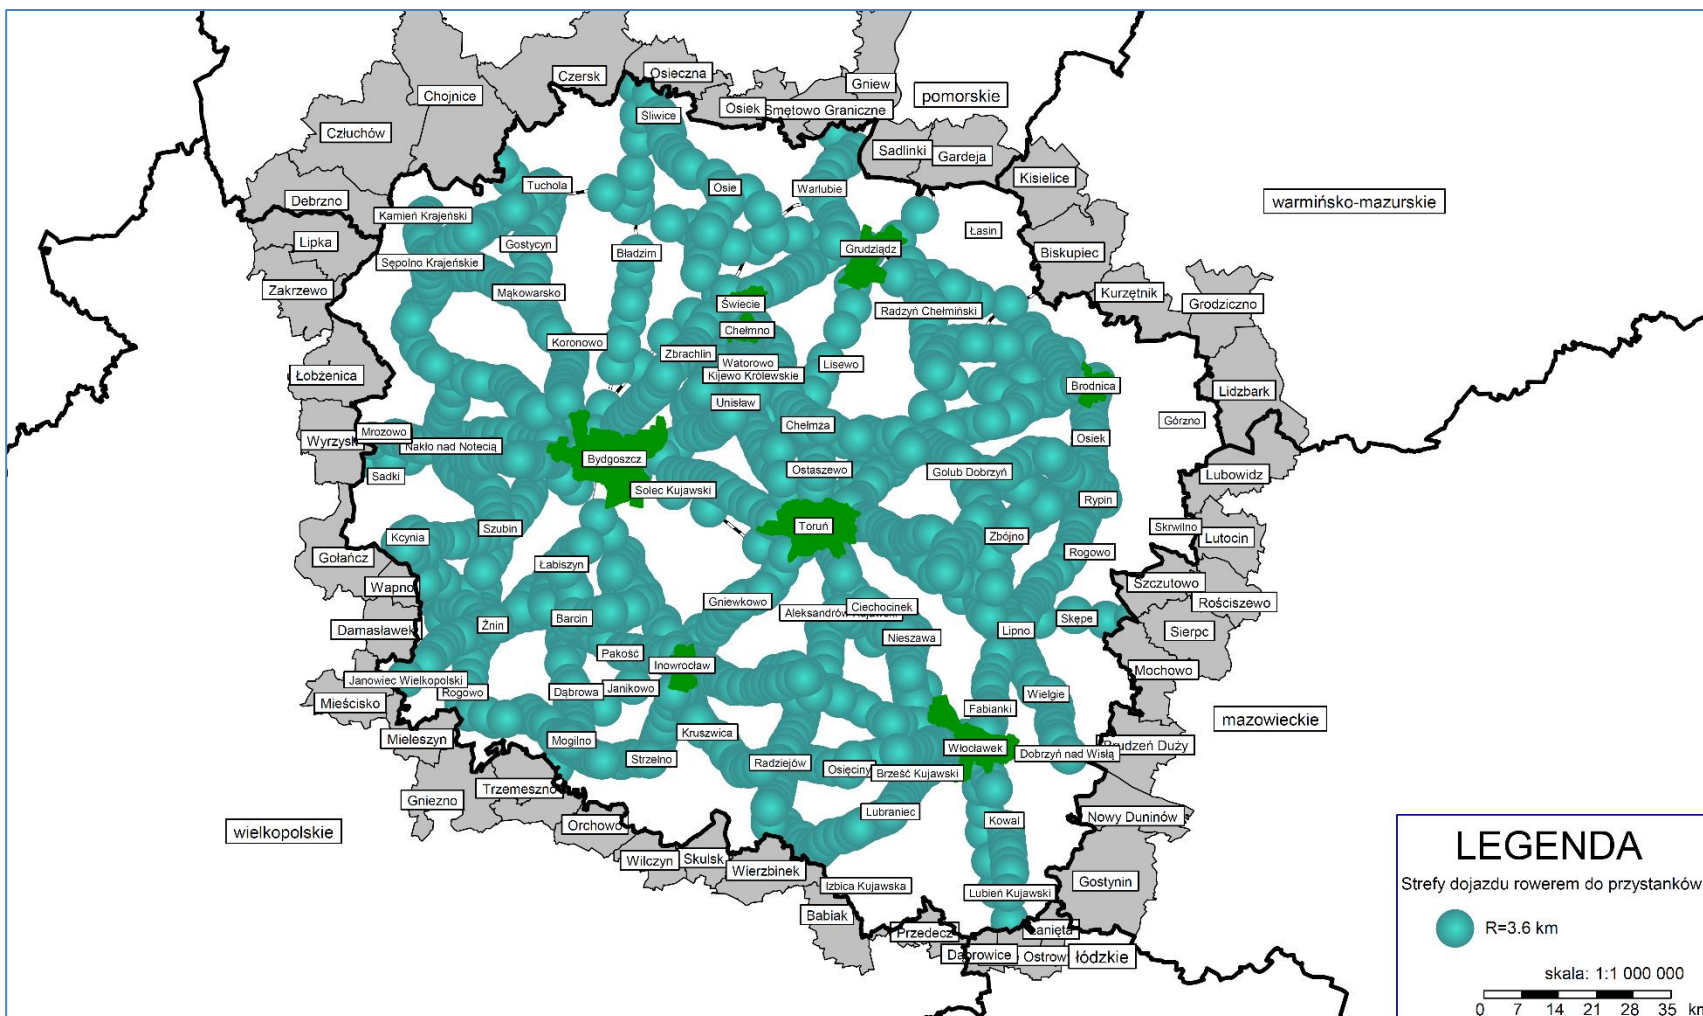 Czersk
Osieczna
Gniew
Chojnice
pomorskie
Osiek
Smętowo Graniczne
Śliwice
Człuchów
Sadlinki
Gardeja
Kisielice
Tuchola
Osie
Warlubie
Debrzno
warmińsko-mazurskie
Kamień Krajeński
Łasin
Lipka
Gostycyn
Bładzim
Grudziądz
Biskupiec
Sępolno Krajeńskie
Zakrzewo
Mąkowarsko
Kurzętnik
Świecie
Grodziczno
Radzyń Chełmiński
Chełmno
Koronowo
Zbrachlin
Watorowo
Lisewo
Łobżenica
Kijewo Królewskie
Brodnica
Lidzbark
Unisław
Górzno
Chełmża
Mrozowo
Wyrzysk
Nakło nad Notecią
Osiek
Bydgoszcz
Ostaszewo
Golub Dobrzyń
Sadki
Lubowidz
Solec Kujawski
Rypin
Toruń
Skrwilno
Szubin
Kcynia
Zbójno
Lutocin
Gołańcz
Rogowo
Łabiszyn
Wapno
Szczutowo
Gniewkowo
Ciechocinek
Rościszewo
Aleksandrów Kujawski
Barcin
Skępe
Żnin
Damasławek
Lipno
Sierpc
Nieszawa
Pakość
Inowrocław
Mochowo
Janowiec Wielkopolski
Rogowo
Dąbrowa
Janikowo
Wielgie
Mieścisko
Fabianki
mazowieckie
Kruszwica
Mieleszyn
Mogilno
Włocławek
Dobrzyń nad Wisłą
Brudzeń Duży
Strzelno
Radziejów
Osięciny
Brześć Kujawski
Trzemeszno
Gniezno
Lubraniec
Nowy Duninów
Kowal
Orchowo
wielkopolskie
Wilczyn
Skulsk
Wierzbinek
Izbica Kujawska
Lubień Kujawski
Gostynin
Babiak
Przedecz
Łanięta
Dąbrowice
Ostrowy
łódzkie
LEGENDA
Strefy dojazdu rowerem do przystanków
R=3.6 km
skala: 1:1 000 000
0 7 14 21 28 35 km